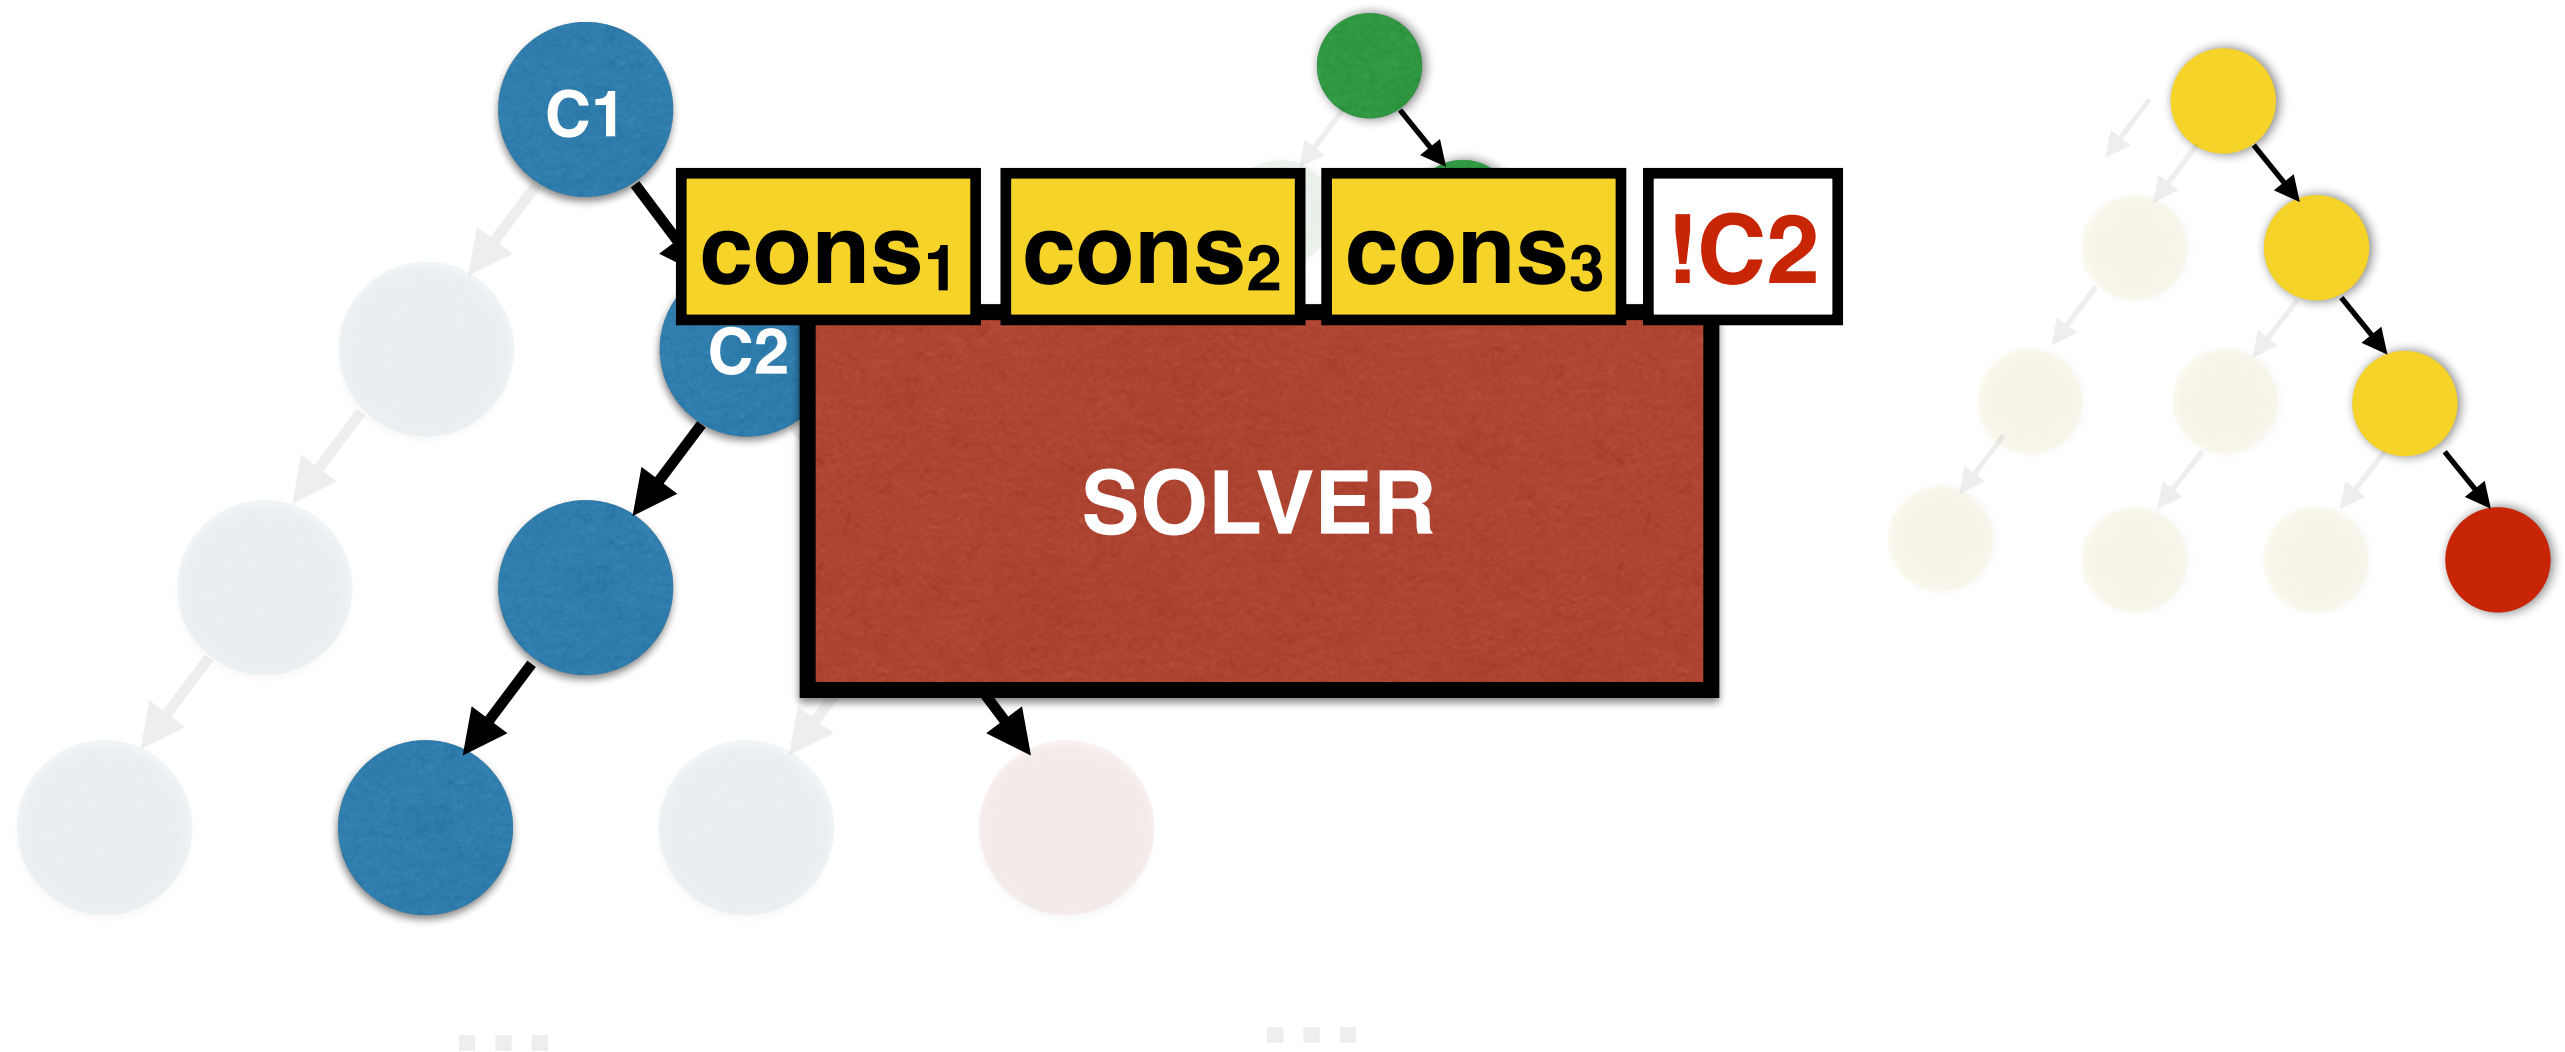 C1
cons₁ cons₂ cons₃ !C2
C2
SOLVER
...
...